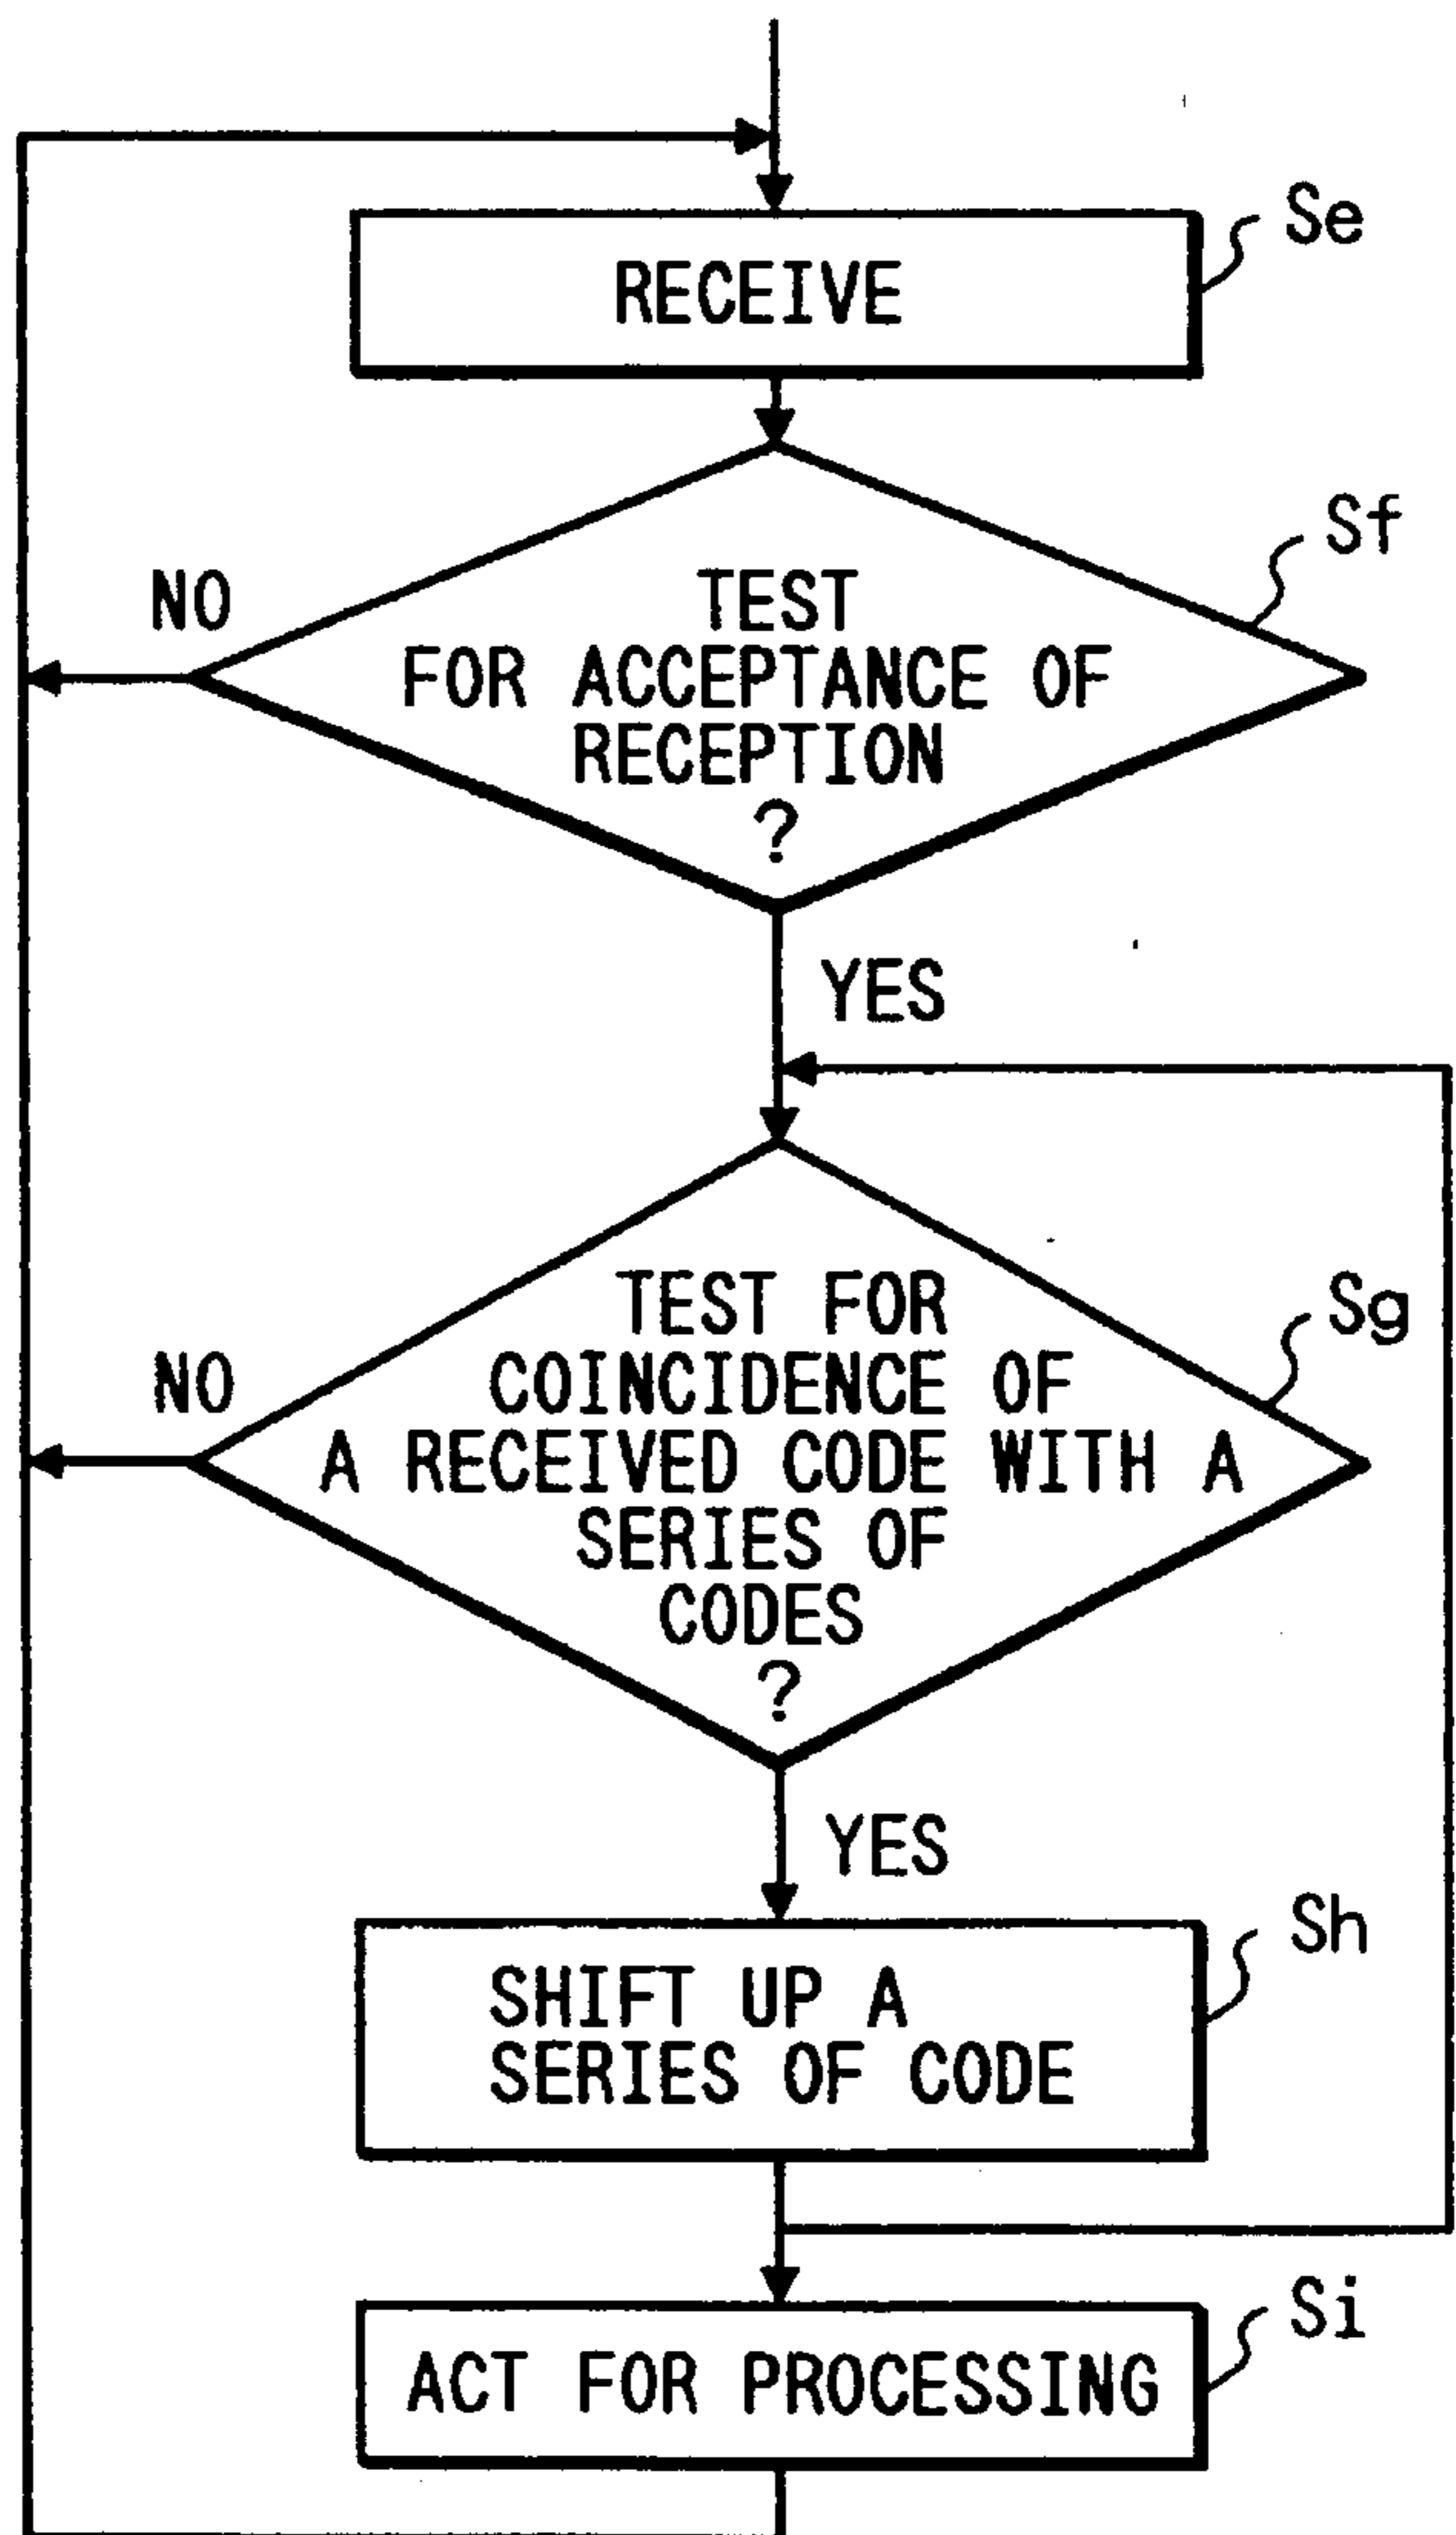 Se
RECEIVE
Sf
NO
TEST
FOR ACCEPTANCE OF
RECEPTION
?
YES
Sg
NO
TEST FOR
COINCIDENCE OF
A RECEIVED CODE WITH A
SERIES OF
CODES
?
YES
Sh
SHIFT UP A
SERIES OF CODE
Si
ACT FOR PROCESSING